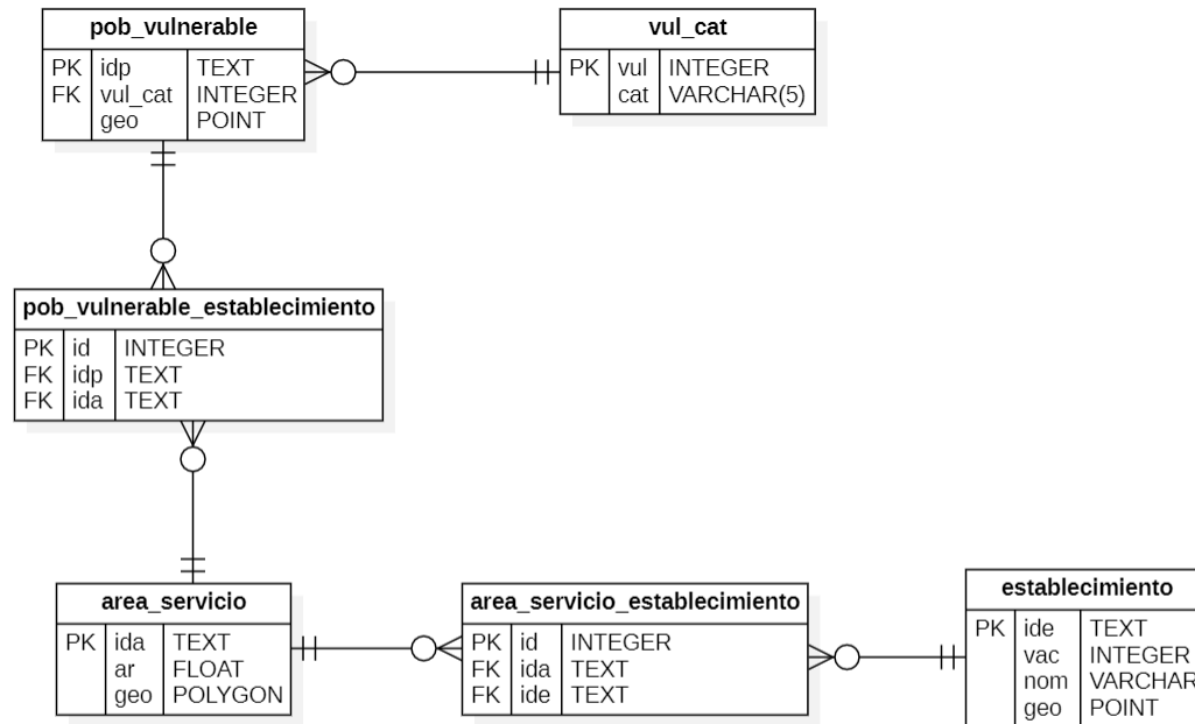 pob_vulnerable
PK idp TEXT
FK vul_cat INTEGER
geo POINT
vul_cat
PK vul INTEGER
cat VARCHAR(5)
pob_vulnerable_establecimiento
PK id INTEGER
FK idp TEXT
FK ida TEXT
area_servicio
PK ida TEXT
ar FLOAT
geo POLYGON
area_servicio_establecimiento
PK id INTEGER
FK ida TEXT
FK ide TEXT
establecimiento
PK ide TEXT
vac INTEGER
nom VARCHAR
geo POINT